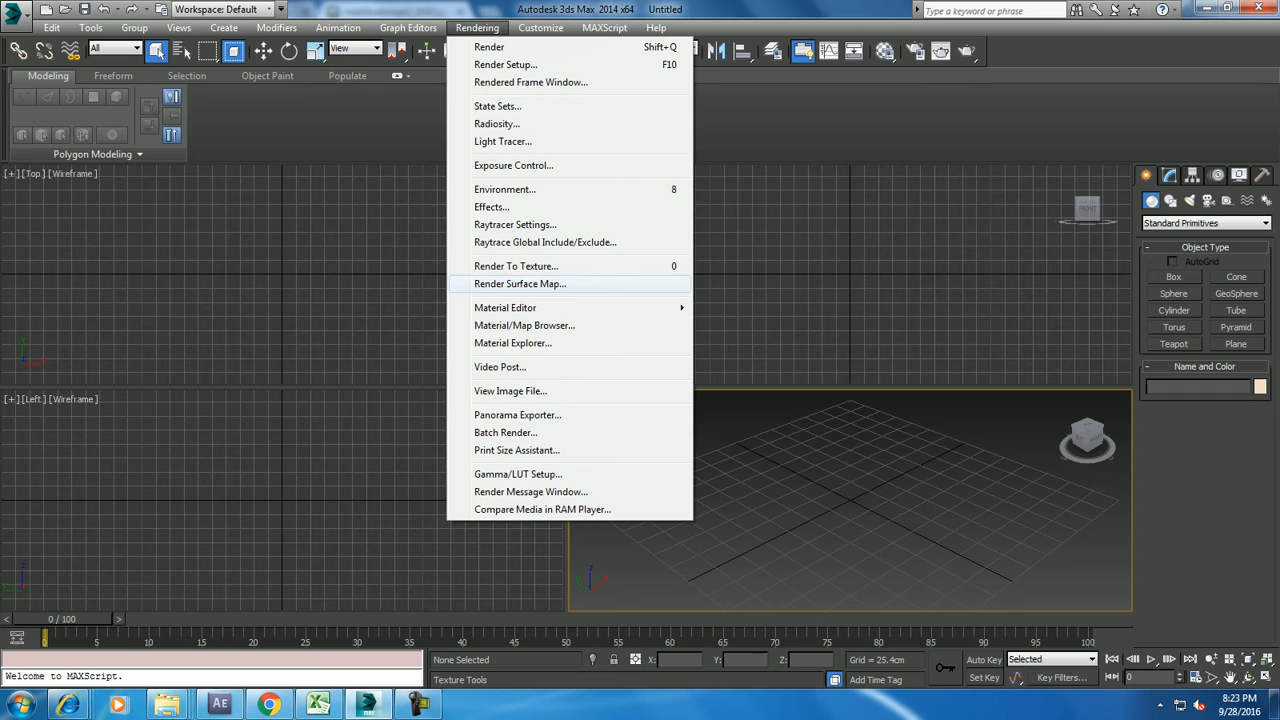 Workspace: Default
Autodesk 3ds Max 2014 x64 Untitled
Type a keyword or phrase
Edit Tools Group Views Create Modifiers Animation Graph Editors Rendering Customize MAXScript Help
All
View
Modeling Freeform Selection Object Paint Populate
Polygon Modeling
Render Shift+Q
Render Setup... F10
Rendered Frame Window...
State Sets...
Radiosity...
Light Tracer...
Exposure Control...
Environment... 8
Effects...
Raytracer Settings...
Raytrace Global Include/Exclude...
Render To Texture... 0
Render Surface Map...
Material Editor
Material/Map Browser...
Material Explorer...
Video Post...
View Image File...
Panorama Exporter...
Batch Render...
Print Size Assistant...
Gamma/LUT Setup...
Render Message Window...
Compare Media in RAM Player...
[+] [Top] [Wireframe]
[+] [Left] [Wireframe]
FRONT
Standard Primitives
Object Type
AutoGrid
Box Cone
Sphere GeoSphere
Cylinder Tube
Torus Pyramid
Teapot Plane
Name and Color
0 / 100
0 5 10 15 20 25 30 35 40 45 50 55 60 65 70 75 80 85 90 95 100
None Selected X: Y: Z: Grid = 25.4cm Auto Key Selected
Welcome to MAXScript. Texture Tools Add Time Tag Set Key Key Filters... 0
AE
8:23 PM
9/28/2016